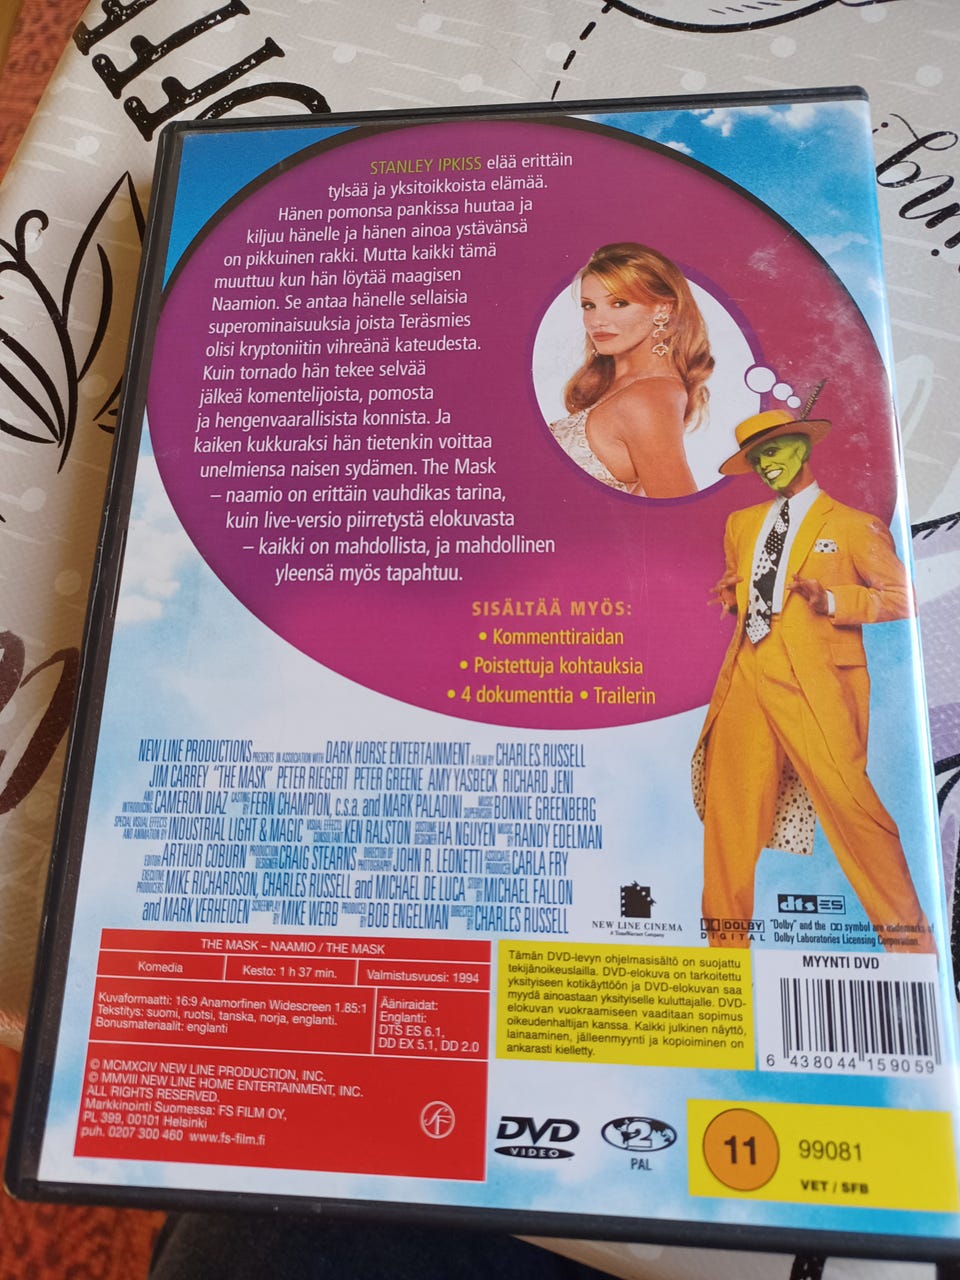 STANLEY IPKISS elää erittäin
tylsää ja yksitoikkoista elämää.
Hänen pomonsa pankissa huutaa ja
kiljuu hänelle ja hänen ainoa ystävänsä
on pikkuinen rakki. Mutta kaikki tämä
muuttuu kun hän löytää maagisen
Naamion. Se antaa hänelle sellaisia
superominaisuuksia joista Teräsmies
olisi kryptoniitin vihreänä kateudesta.
Kuin tornado hän tekee selvää
jälkeä komentelijoista, pomosta
ja hengenvaarallisista konnista. Ja
kaiken kukkuraksi hän tietenkin voittaa
unelmiensa naisen sydämen. The Mask
– naamio on erittäin vauhdikas tarina,
kuin live-versio piirretystä elokuvasta
– kaikki on mahdollista, ja mahdollinen
yleensä myös tapahtuu.
SISÄLTÄÄ MYÖS:
• Kommenttiraidan
• Poistettuja kohtauksia
• 4 dokumenttia • Trailerin
NEW LINE PRODUCTIONS PRESENTS IN ASSOCIATION WITH DARK HORSE ENTERTAINMENT A FILM BY CHARLES RUSSELL
JIM CARREY "THE MASK" PETER RIEGERT PETER GREENE AMY YASBECK RICHARD JENI
AND INTRODUCING CAMERON DIAZ CASTING BY FERN CHAMPION, c.s.a. and MARK PALADINI MUSIC SUPERVISOR BONNIE GREENBERG
SPECIAL VISUAL EFFECTS AND ANIMATION BY INDUSTRIAL LIGHT & MAGIC VISUAL EFFECTS CONSULTANT KEN RALSTON COSTUME DESIGNER HA NGUYEN MUSIC BY RANDY EDELMAN
EDITOR ARTHUR COBURN PRODUCTION DESIGNER CRAIG STEARNS DIRECTOR OF PHOTOGRAPHY JOHN R. LEONETTI ASSOCIATE PRODUCER CARLA FRY
EXECUTIVE PRODUCERS MIKE RICHARDSON, CHARLES RUSSELL and MICHAEL DE LUCA STORY BY MICHAEL FALLON
and MARK VERHEIDEN SCREENPLAY BY MIKE WERB PRODUCED BY BOB ENGELMAN DIRECTED BY CHARLES RUSSELL
NEW LINE CINEMA
A TimeWarner Company
dts ES
DOLBY
DIGITAL
"Dolby" and the DD symbol are trademarks of
Dolby Laboratories Licensing Corporation.
THE MASK – NAAMIO / THE MASK
Komedia
Kesto: 1 h 37 min.
Valmistusvuosi: 1994
Kuvaformaatti: 16:9 Anamorfinen Widescreen 1.85:1
Tekstitys: suomi, ruotsi, tanska, norja, englanti.
Bonusmateriaalit: englanti
Ääniraidat:
Englanti:
DTS ES 6.1,
DD EX 5.1, DD 2.0
© MCMXCIV NEW LINE PRODUCTION, INC.
© MMVIII NEW LINE HOME ENTERTAINMENT, INC.
ALL RIGHTS RESERVED.
Markkinointi Suomessa: FS FILM OY,
PL 399, 00101 Helsinki
puh. 0207 300 460 www.fs-film.fi
SF
Tämän DVD-levyn ohjelmasisältö on suojattu
tekijänoikeuslailla. DVD-elokuva on tarkoitettu
yksityiseen kotikäyttöön ja DVD-elokuvan saa
myydä ainoastaan yksityiselle kuluttajalle. DVD-
elokuvan vuokraamiseen vaaditaan sopimus
oikeudenhaltijan kanssa. Kaikki julkinen näyttö,
lainaaminen, jälleenmyynti ja kopioiminen on
ankarasti kielletty.
MYYNTI DVD
6 438044 159059
DVD
VIDEO
2
PAL
11
99081
VET / SFB